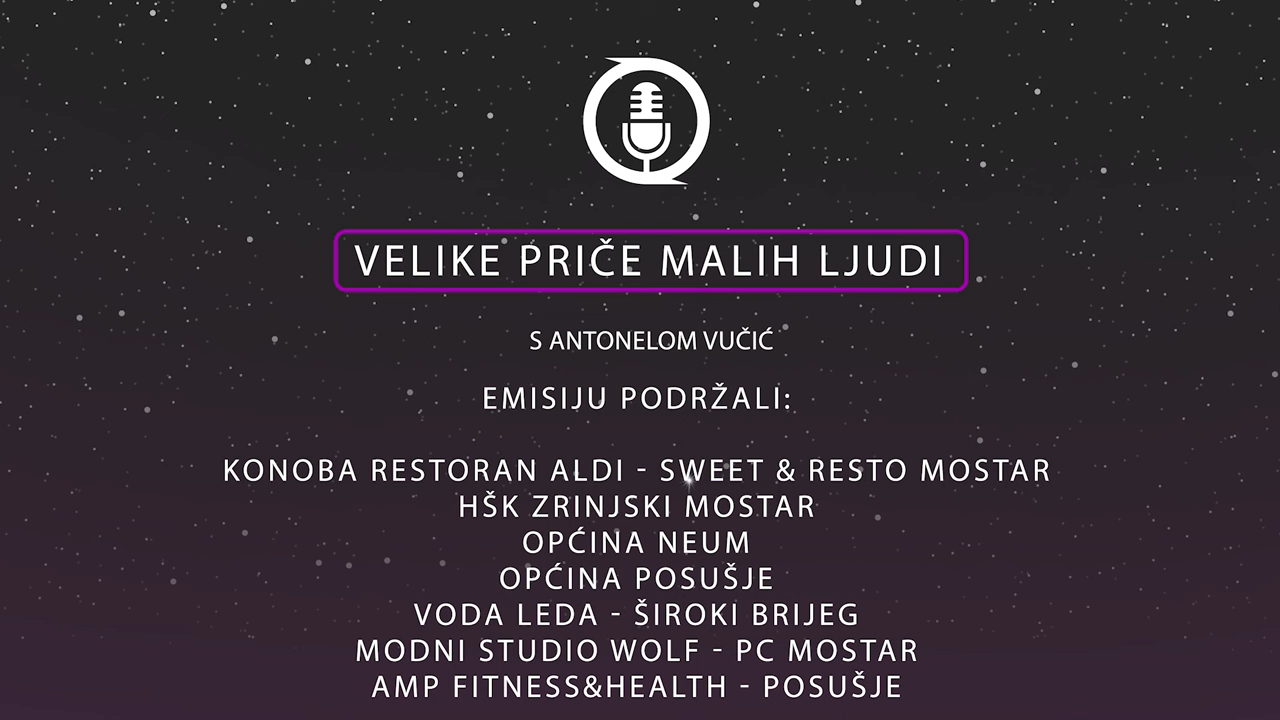 VELIKE PRIČE MALIH LJUDI
S ANTONELOM VUČIĆ
EMISIJU PODRŽALI:
KONOBA RESTORAN ALDI - SWEET & RESTO MOSTAR
HŠK ZRINJSKI MOSTAR
OPĆINA NEUM
OPĆINA POSUŠJE
VODA LEDA - ŠIROKI BRIJEG
MODNI STUDIO WOLF - PC MOSTAR
AMP FITNESS&HEALTH - POSUŠJE